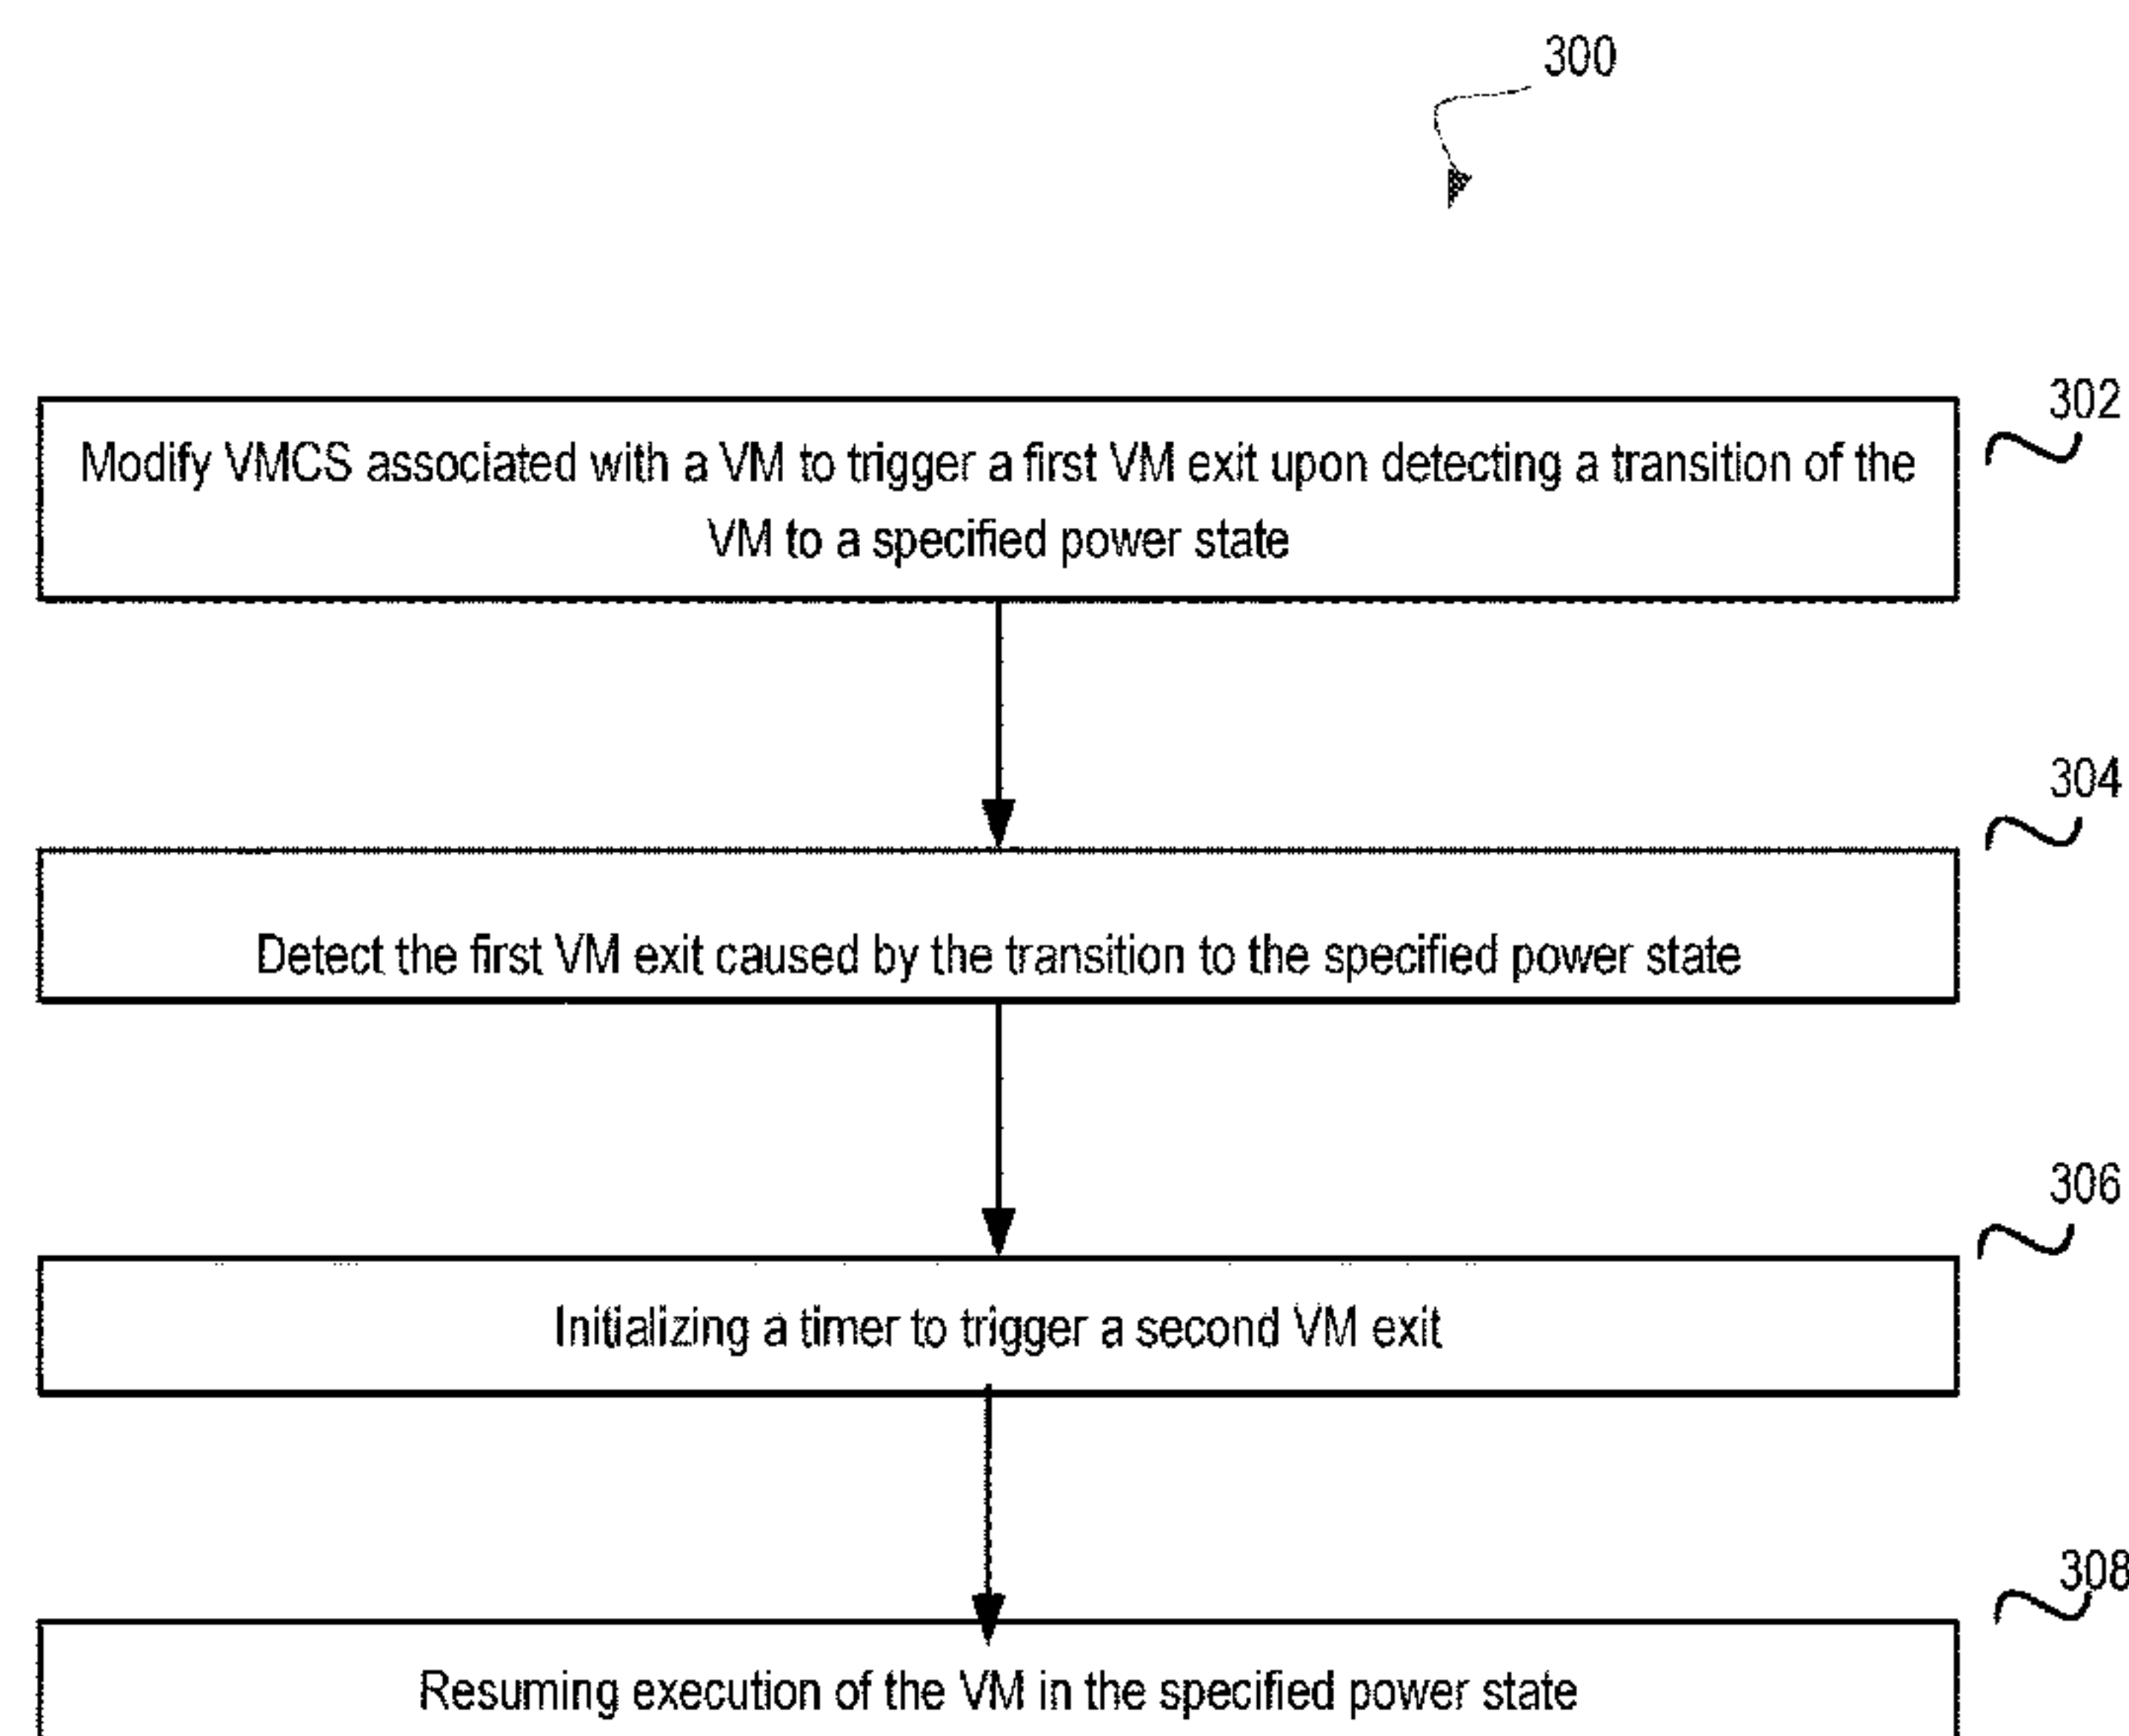 300
302
Modify VMCS associated with a VM to trigger a first VM exit upon detecting a transition of the
VM to a specified power state
304
Detect the first VM exit caused by the transition to the specified power state
306
Initializing a timer to trigger a second VM exit
308
Resuming execution of the VM in the specified power state